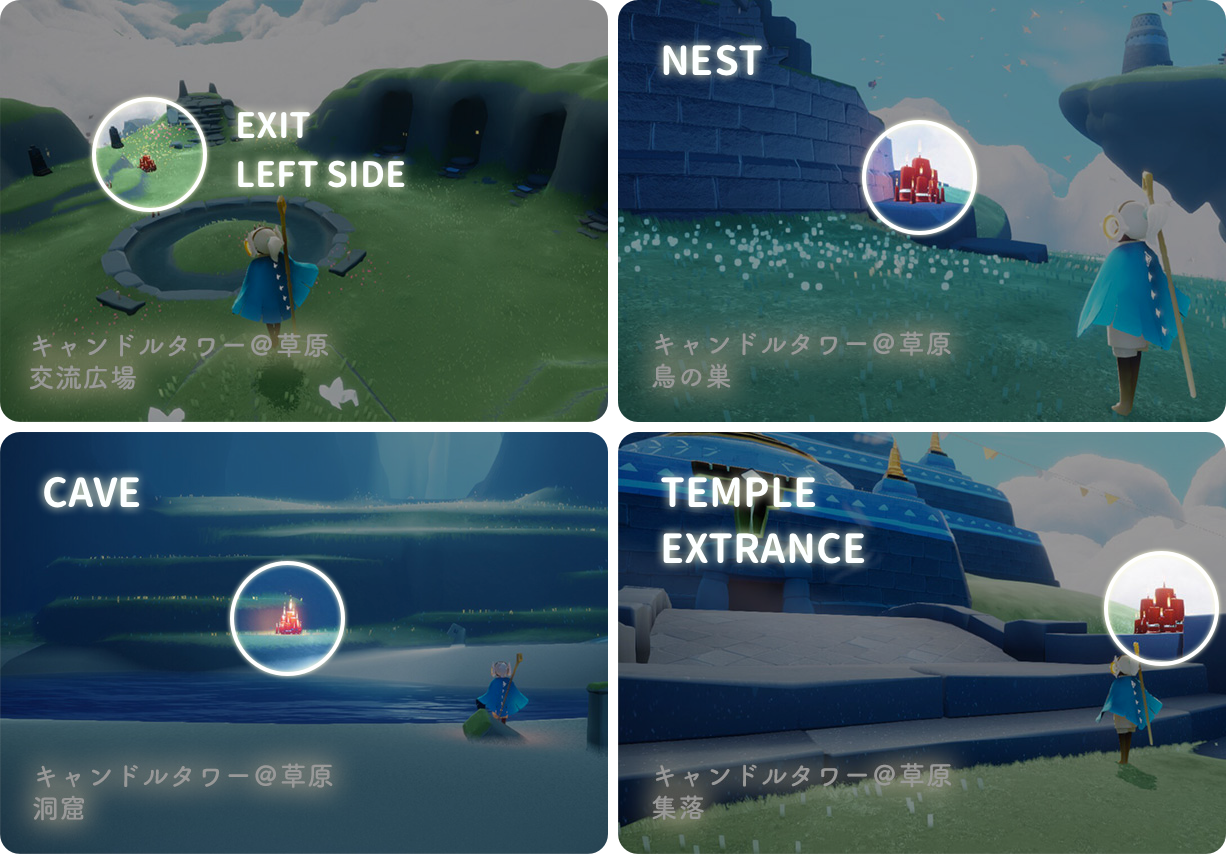 EXIT
LEFT SIDE
キャンドルタワー@草原
交流広場
NEST
キャンドルタワー@草原
鳥の巣
CAVE
キャンドルタワー@草原
洞窟
TEMPLE
EXTRANCE
キャンドルタワー@草原
集落